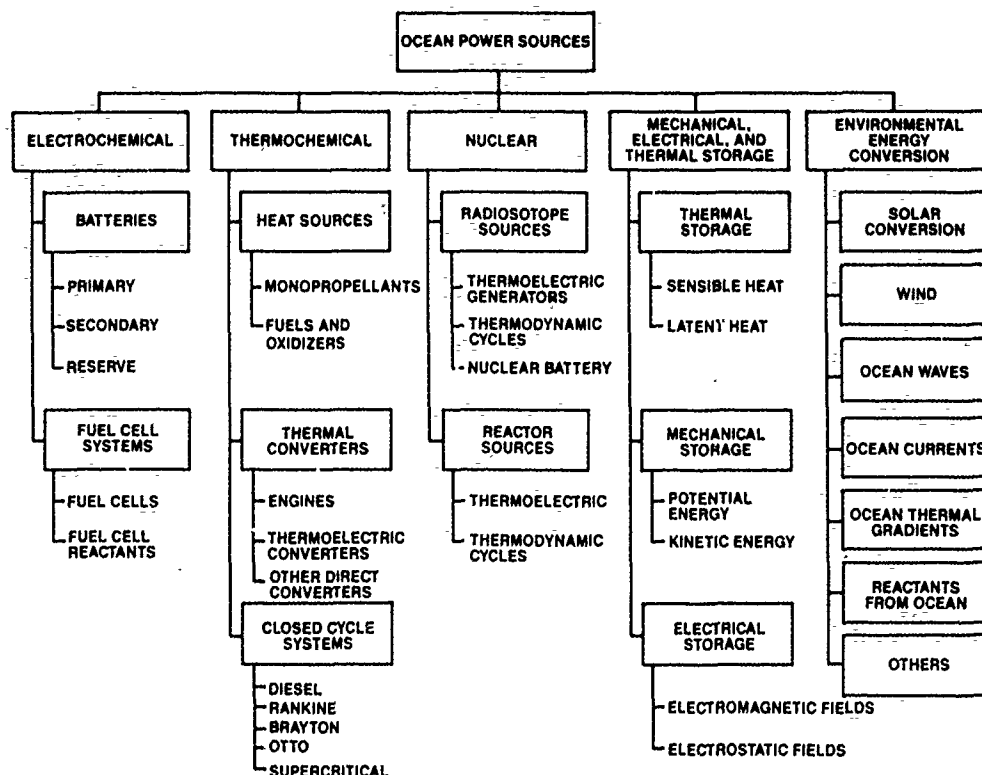 OCEAN POWER SOURCES
ELECTROCHEMICAL
BATTERIES
PRIMARY
SECONDARY
RESERVE
FUEL CELL
SYSTEMS
FUEL CELLS
FUEL CELL
REACTANTS
THERMOCHEMICAL
HEAT SOURCES
MONOPROPELLANTS
FUELS AND
OXIDIZERS
THERMAL
CONVERTERS
ENGINES
THERMOELECTRIC
CONVERTERS
OTHER DIRECT
CONVERTERS
CLOSED CYCLE
SYSTEMS
DIESEL
RANKINE
BRAYTON
OTTO
SUPERCRITICAL
NUCLEAR
RADIOSOTOPE
SOURCES
THERMOELECTRIC
GENERATORS
THERMODYNAMIC
CYCLES
NUCLEAR BATTERY
REACTOR
SOURCES
THERMOELECTRIC
THERMODYNAMIC
CYCLES
MECHANICAL,
ELECTRICAL, AND
THERMAL STORAGE
THERMAL
STORAGE
SENSIBLE HEAT
LATENT HEAT
MECHANICAL
STORAGE
POTENTIAL
ENERGY
KINETIC ENERGY
ELECTRICAL
STORAGE
ELECTROMAGNETIC FIELDS
ELECTROSTATIC FIELDS
ENVIRONMENTAL
ENERGY
CONVERSION
SOLAR
CONVERSION
WIND
OCEAN WAVES
OCEAN CURRENTS
OCEAN THERMAL
GRADIENTS
REACTANTS
FROM OCEAN
OTHERS